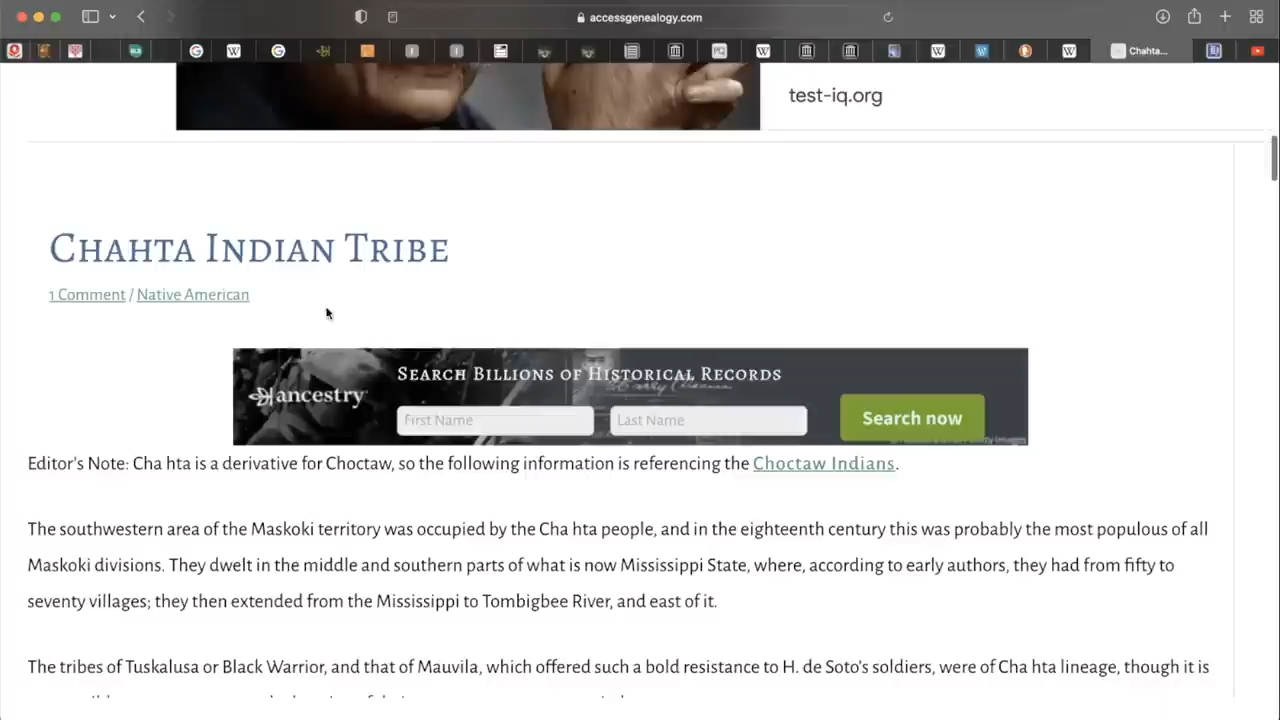 accessgenealogy.com
Chahta...
test-iq.org
Chahta Indian Tribe
1 Comment / Native American
Search Billions of Historical Records
ancestry
First Name
Last Name
Search now
Editor's Note: Cha hta is a derivative for Choctaw, so the following information is referencing the Choctaw Indians.
The southwestern area of the Maskoki territory was occupied by the Cha hta people, and in the eighteenth century this was probably the most populous of all
Maskoki divisions. They dwelt in the middle and southern parts of what is now Mississippi State, where, according to early authors, they had from fifty to
seventy villages; they then extended from the Mississippi to Tombigbee River, and east of it.
The tribes of Tuskalusa or Black Warrior, and that of Mauvila, which offered such a bold resistance to H. de Soto's soldiers, were of Cha hta lineage, though it is